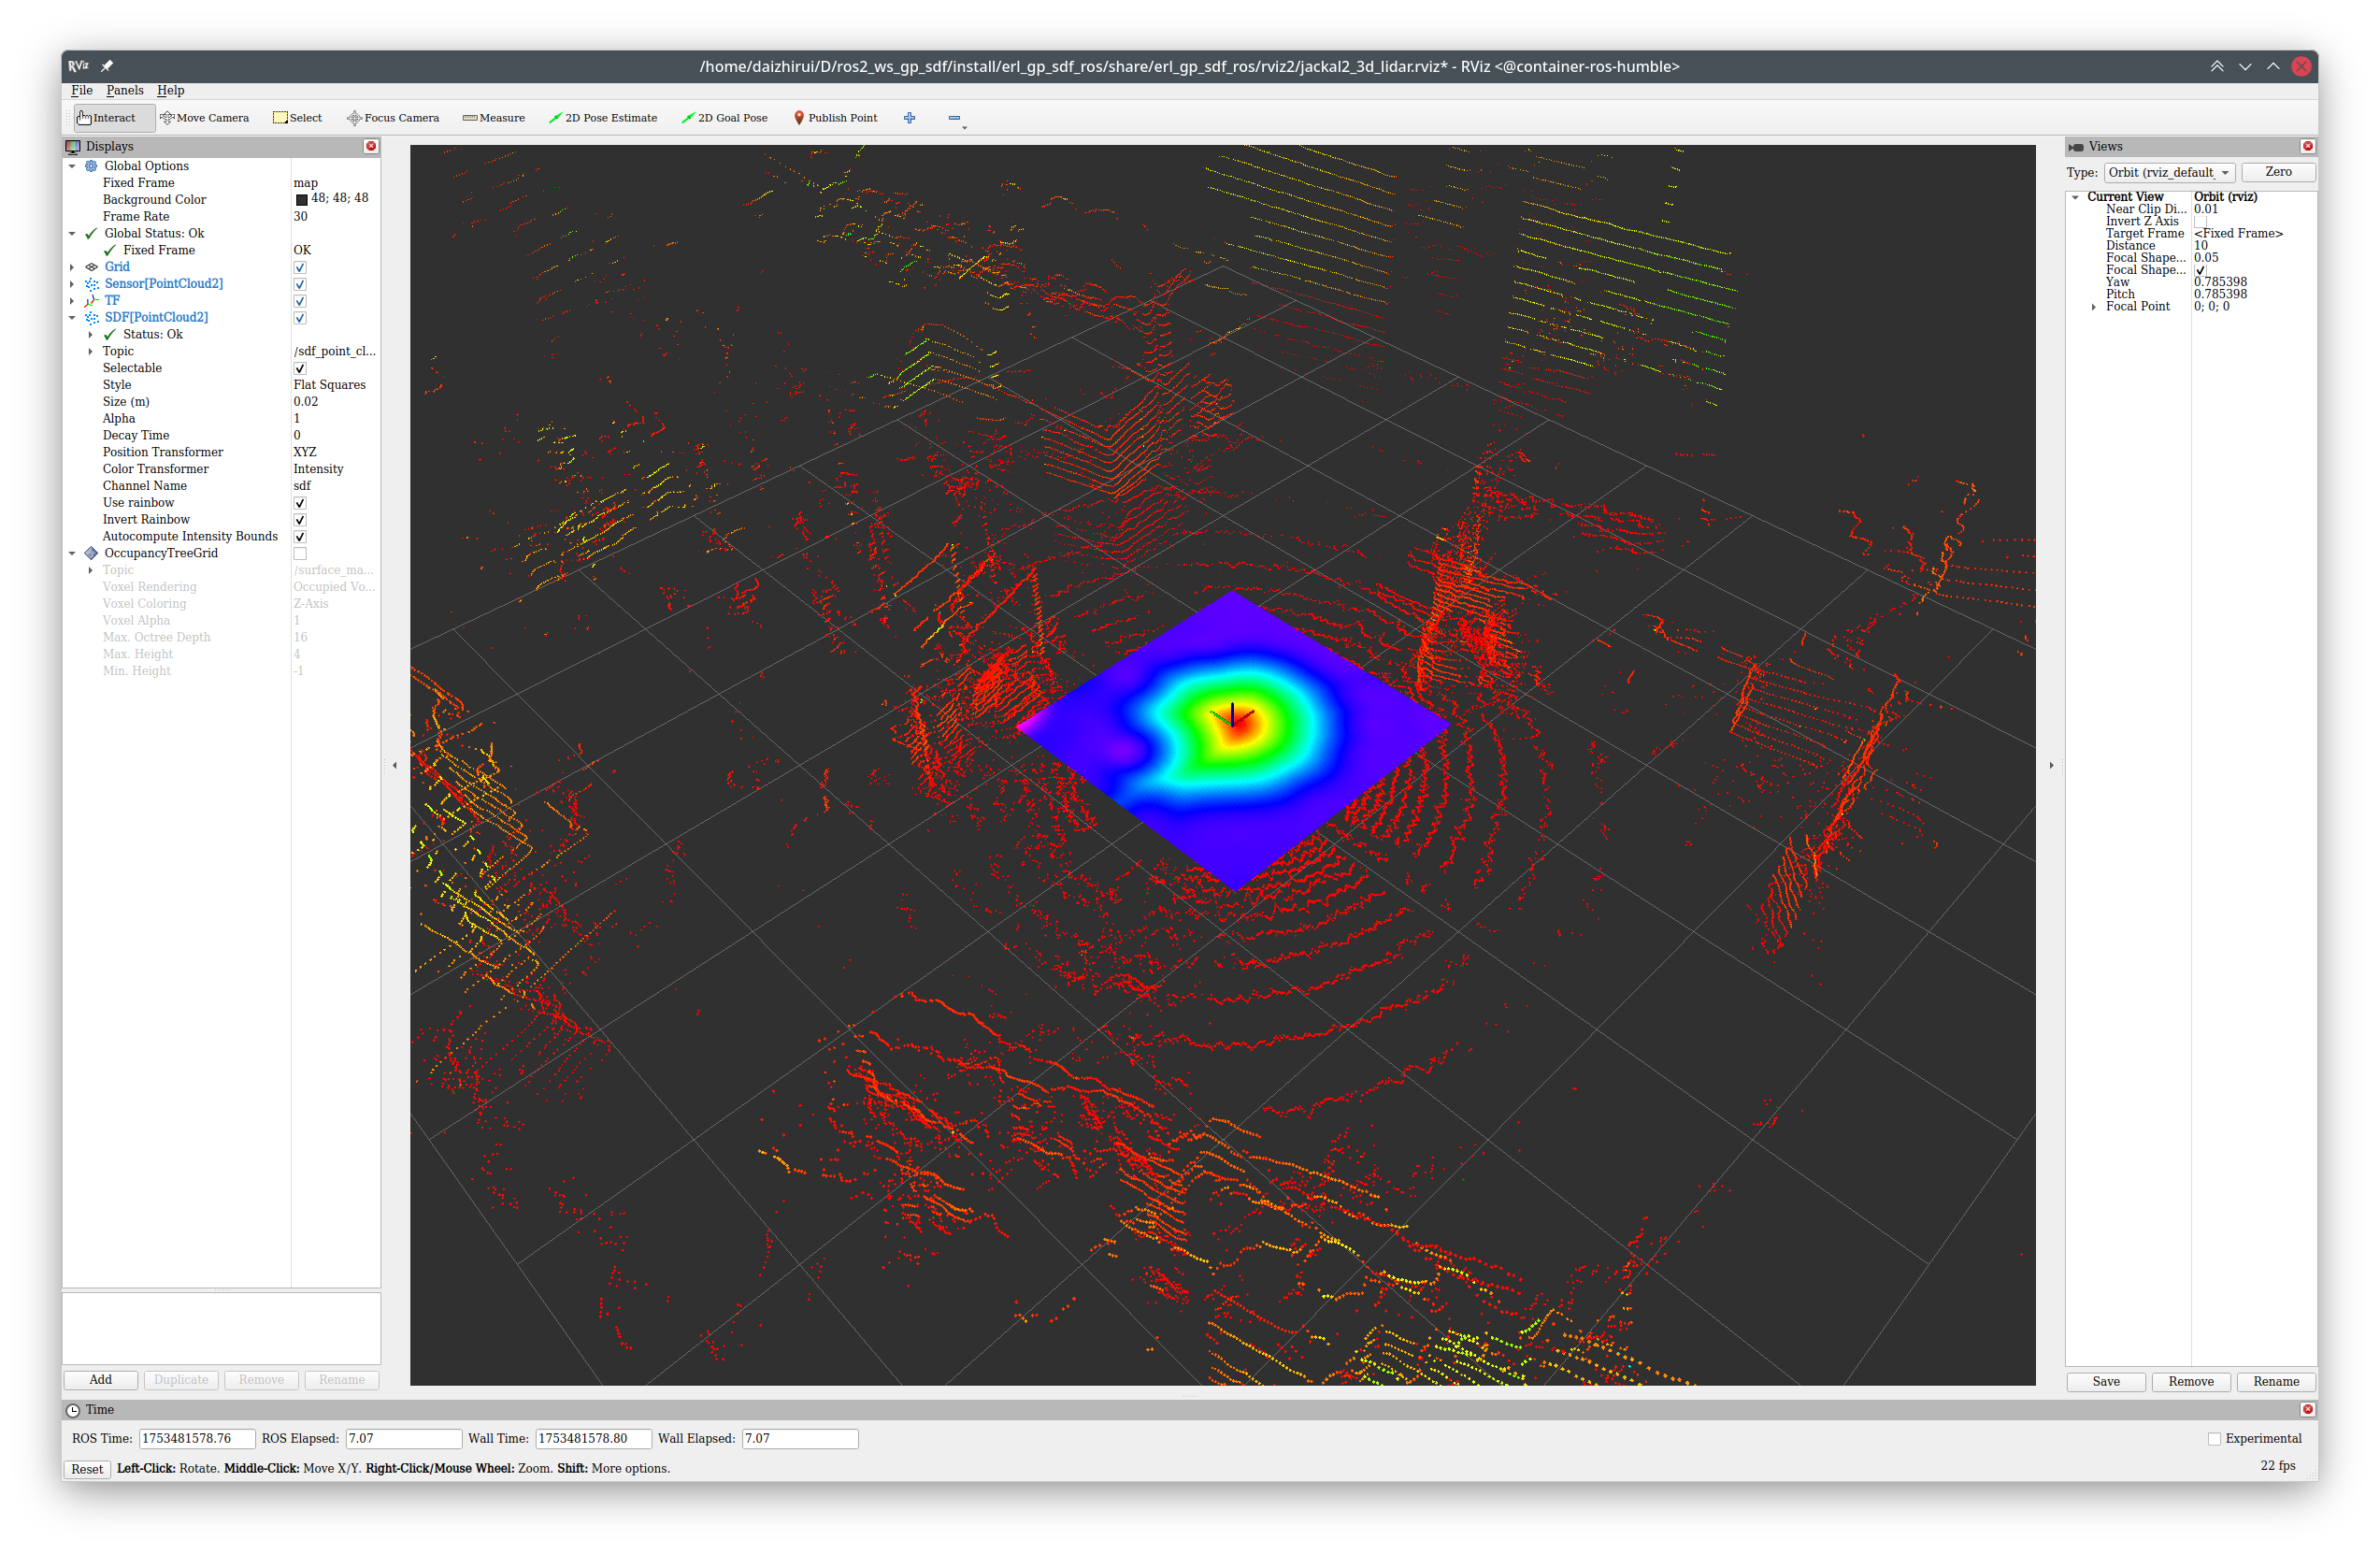 RViz
/home/daizhirui/D/ros2_ws_gp_sdf/install/erl_gp_sdf_ros/share/erl_gp_sdf_ros/rviz2/jackal2_3d_lidar.rviz* - RViz <@container-ros-humble>
File Panels Help
Interact Move Camera Select Focus Camera Measure 2D Pose Estimate 2D Goal Pose Publish Point
Displays
Global Options
Fixed Frame map
Background Color 48; 48; 48
Frame Rate 30
Global Status: Ok
Fixed Frame OK
Grid
Sensor[PointCloud2]
TF
SDF[PointCloud2]
Status: Ok
Topic /sdf_point_cl...
Selectable
Style Flat Squares
Size (m) 0.02
Alpha 1
Decay Time 0
Position Transformer XYZ
Color Transformer Intensity
Channel Name sdf
Use rainbow
Invert Rainbow
Autocompute Intensity Bounds
OccupancyTreeGrid
Topic /surface_ma...
Voxel Rendering Occupied Vo...
Voxel Coloring Z-Axis
Voxel Alpha 1
Max. Octree Depth 16
Max. Height 4
Min. Height -1
Add Duplicate Remove Rename
Views
Type: Orbit (rviz_default_ Zero
Current View Orbit (rviz)
Near Clip Di... 0.01
Invert Z Axis
Target Frame <Fixed Frame>
Distance 10
Focal Shape... 0.05
Focal Shape...
Yaw 0.785398
Pitch 0.785398
Focal Point 0; 0; 0
Save Remove Rename
Time
ROS Time: 1753481578.76 ROS Elapsed: 7.07 Wall Time: 1753481578.80 Wall Elapsed: 7.07 Experimental
Reset Left-Click: Rotate. Middle-Click: Move X/Y. Right-Click/Mouse Wheel: Zoom. Shift: More options. 22 fps